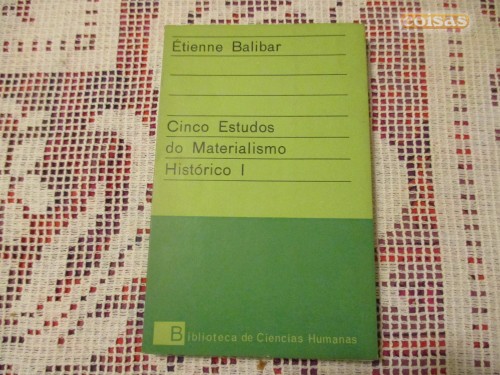 coisas
Étienne Balibar
Cinco Estudos
do Materialismo
Histórico I
Biblioteca de Ciencias Humanas